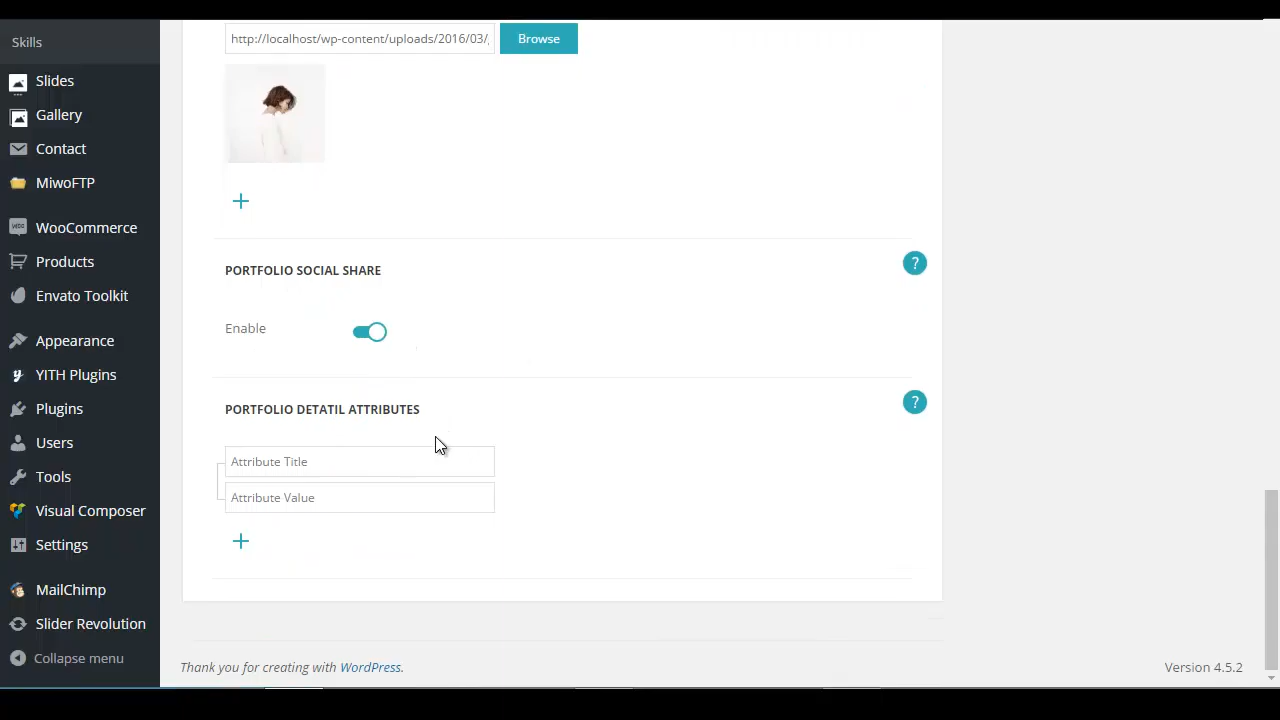 Skills
Slides
Gallery
Contact
MiwoFTP
WooCommerce
Products
Envato Toolkit
Appearance
YITH Plugins
Plugins
Users
Tools
Visual Composer
Settings
MailChimp
Slider Revolution
Collapse menu
http://localhost/wp-content/uploads/2016/03/
Browse
PORTFOLIO SOCIAL SHARE
?
Enable
PORTFOLIO DETATIL ATTRIBUTES
?
Attribute Title
Attribute Value
Thank you for creating with WordPress.
Version 4.5.2